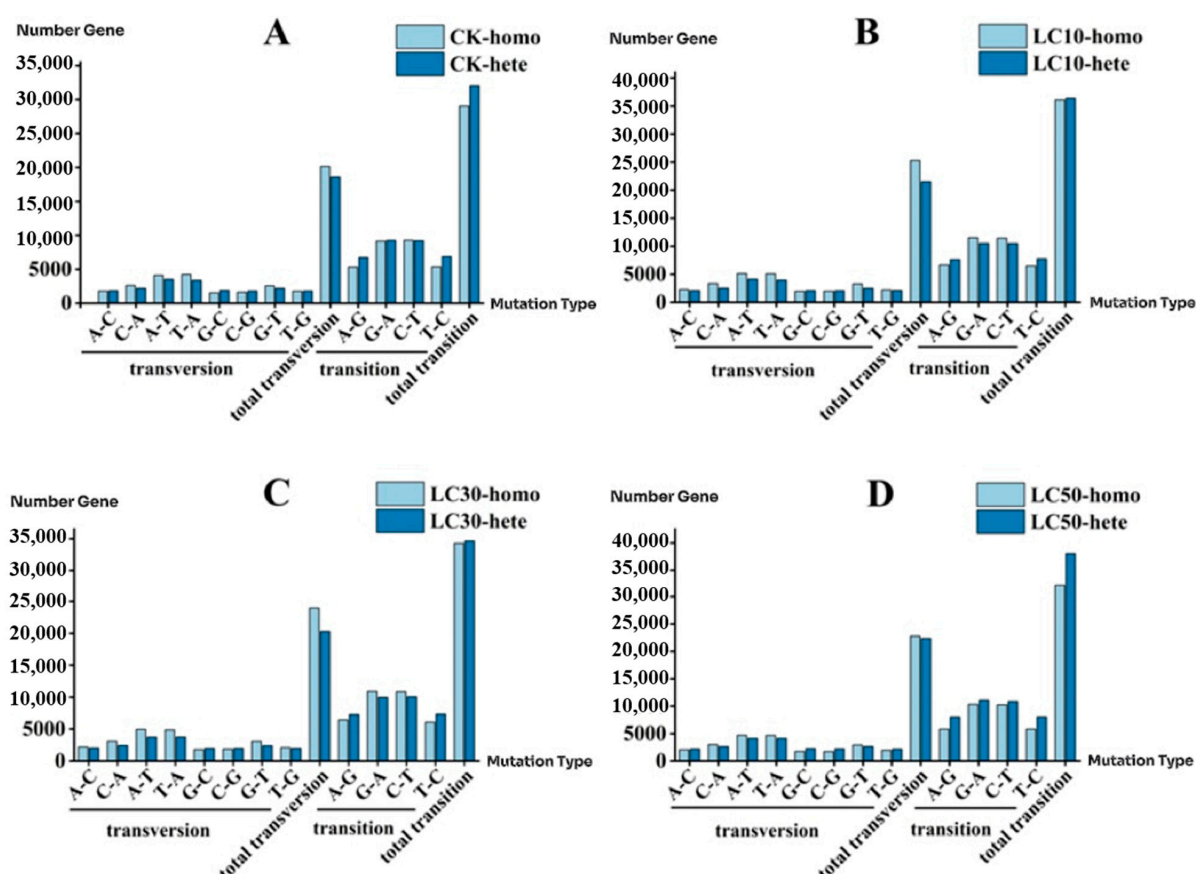 Number Gene
A
CK-homo
CK-hete
35,000
30,000
25,000
20,000
15,000
10,000
5000
0
Mutation Type
A-C
C-A
A-T
T-A
G-C
C-G
G-T
T-G
total transversion
A-G
G-A
C-T
T-C
total transition
transversion
transition
Number Gene
B
LC10-homo
LC10-hete
40,000
35,000
30,000
25,000
20,000
15,000
10,000
5000
0
Mutation Type
A-C
C-A
A-T
T-A
G-C
C-G
G-T
T-G
total transversion
A-G
G-A
C-T
T-C
total transition
transversion
transition
Number Gene
C
LC30-homo
LC30-hete
35,000
30,000
25,000
20,000
15,000
10,000
5000
0
Mutation Type
A-C
C-A
A-T
T-A
G-C
C-G
G-T
T-G
total transversion
A-G
G-A
C-T
T-C
total transition
transversion
transition
Number Gene
D
LC50-homo
LC50-hete
40,000
35,000
30,000
25,000
20,000
15,000
10,000
5000
0
Mutation Type
A-C
C-A
A-T
T-A
G-C
C-G
G-T
T-G
total transversion
A-G
G-A
C-T
T-C
total transition
transversion
transition